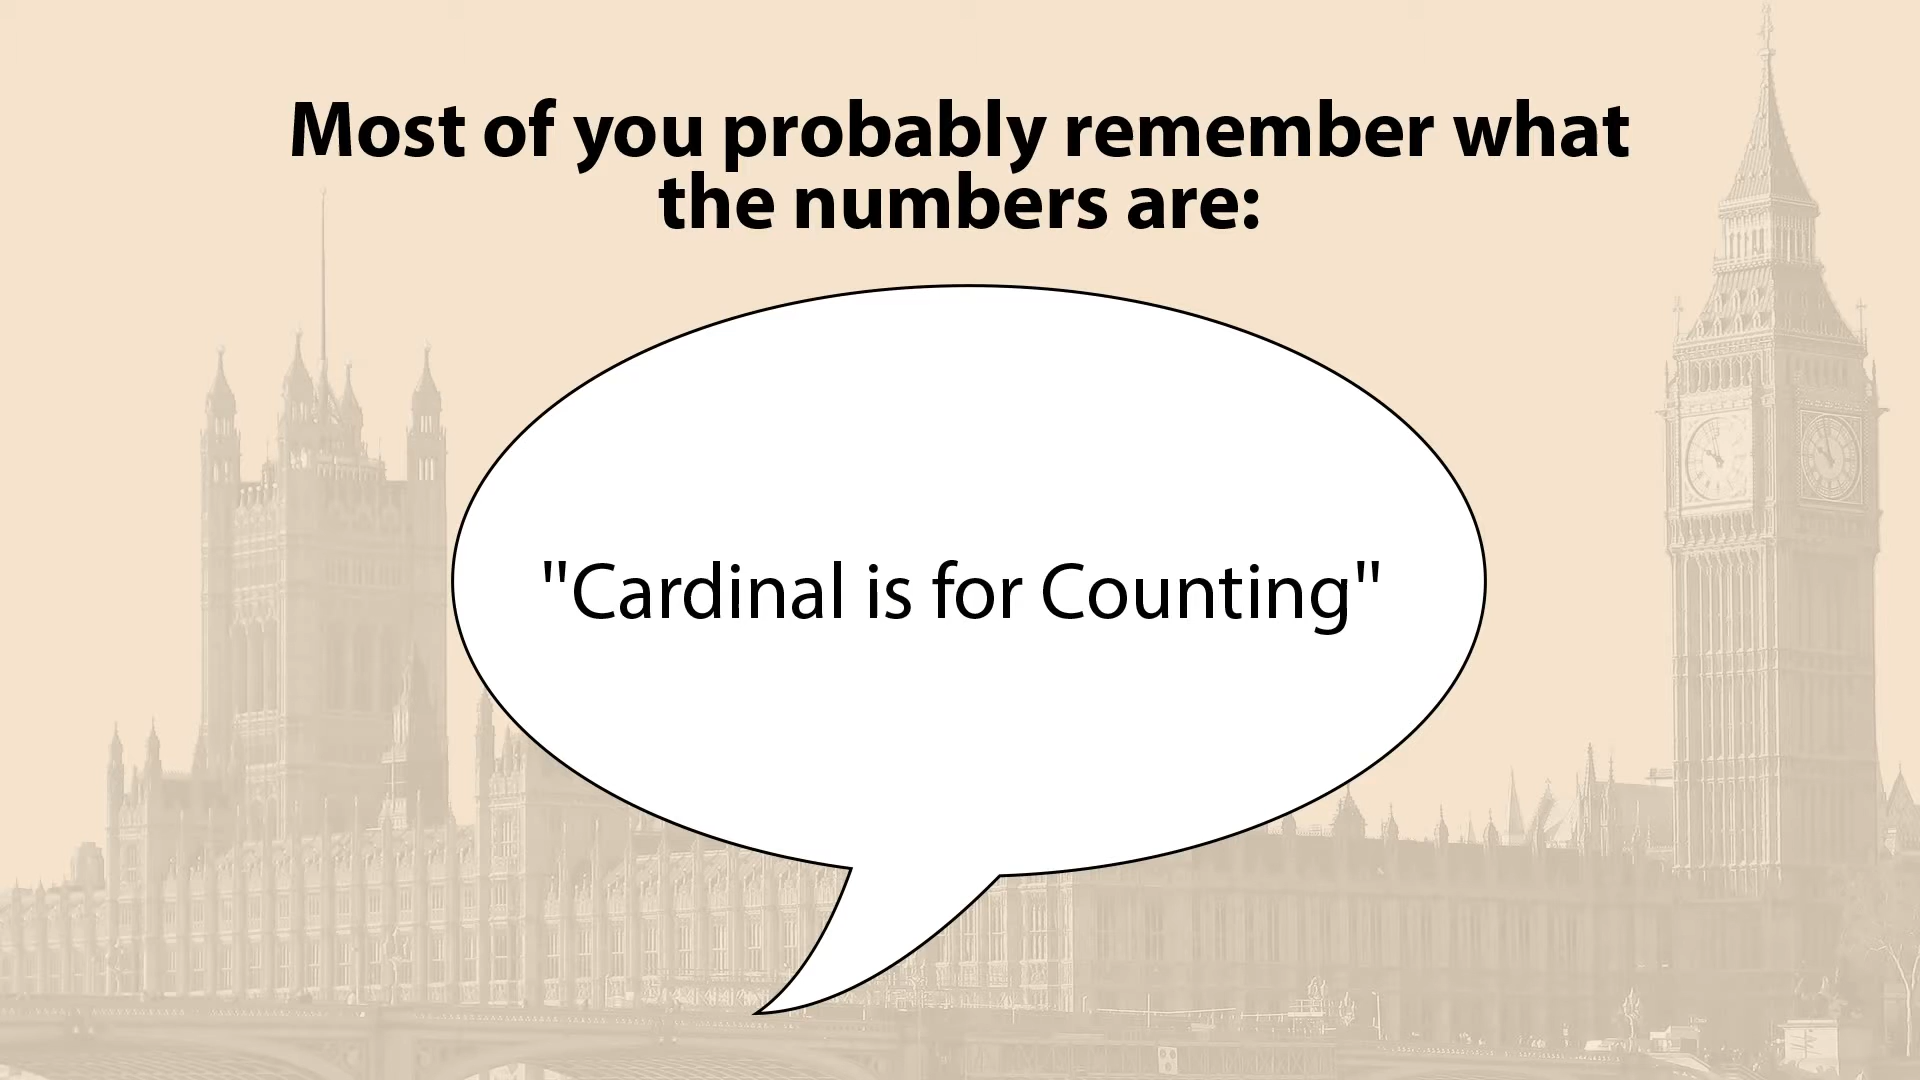 Most of you probably remember what
the numbers are:
"Cardinal is for Counting"